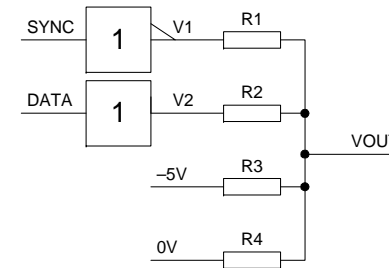 SYNC 1 V1 R1
DATA 1 V2 R2
VOUT
–5V R3
0V R4